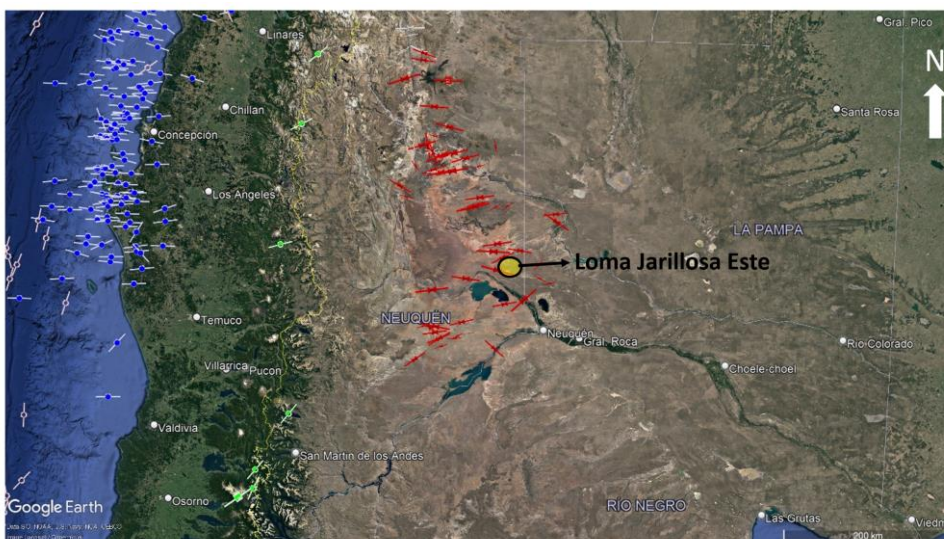 Gral. Pico
Linares
N
Chillan
Santa Rosa
Concepción
Los Angeles
LA PAMPA
Loma Jarillosa Este
Temuco
NEUQUÉN
Neuquén
Gral. Roca
Rio Colorado
Villarrica
Pucon
Choele-choel
Valdivia
San Martin de los Andes
Osorno
Google Earth
RIO NEGRO
Las Grutas
Viedm
200 km